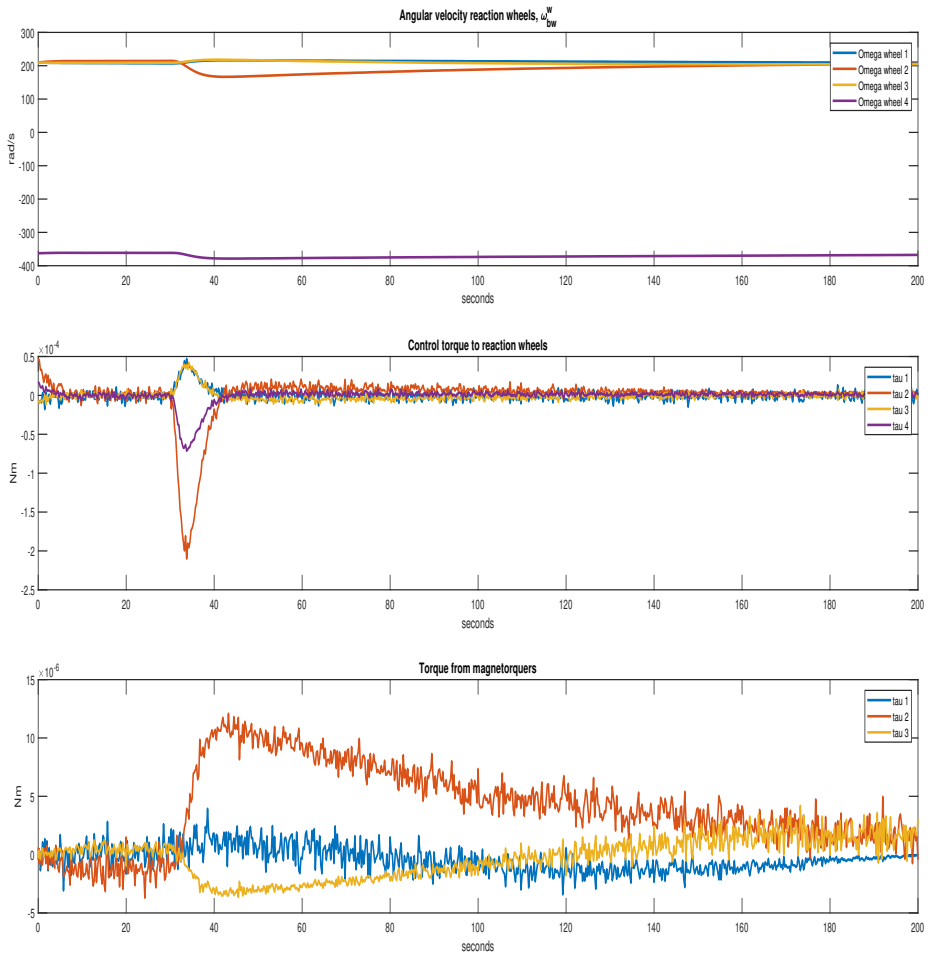 Angular velocity reaction wheels, ω_bw^w
300
200
100
0
-100
-200
-300
-400
rad/s
0 20 40 60 80 100 120 140 160 180 200
seconds
Omega wheel 1
Omega wheel 2
Omega wheel 3
Omega wheel 4
Control torque to reaction wheels
×10^-4
0.5
0
-0.5
-1
-1.5
-2
-2.5
Nm
0 20 40 60 80 100 120 140 160 180 200
seconds
tau 1
tau 2
tau 3
tau 4
Torque from magnetorquers
×10^-6
15
10
5
0
-5
Nm
0 20 40 60 80 100 120 140 160 180 200
seconds
tau 1
tau 2
tau 3